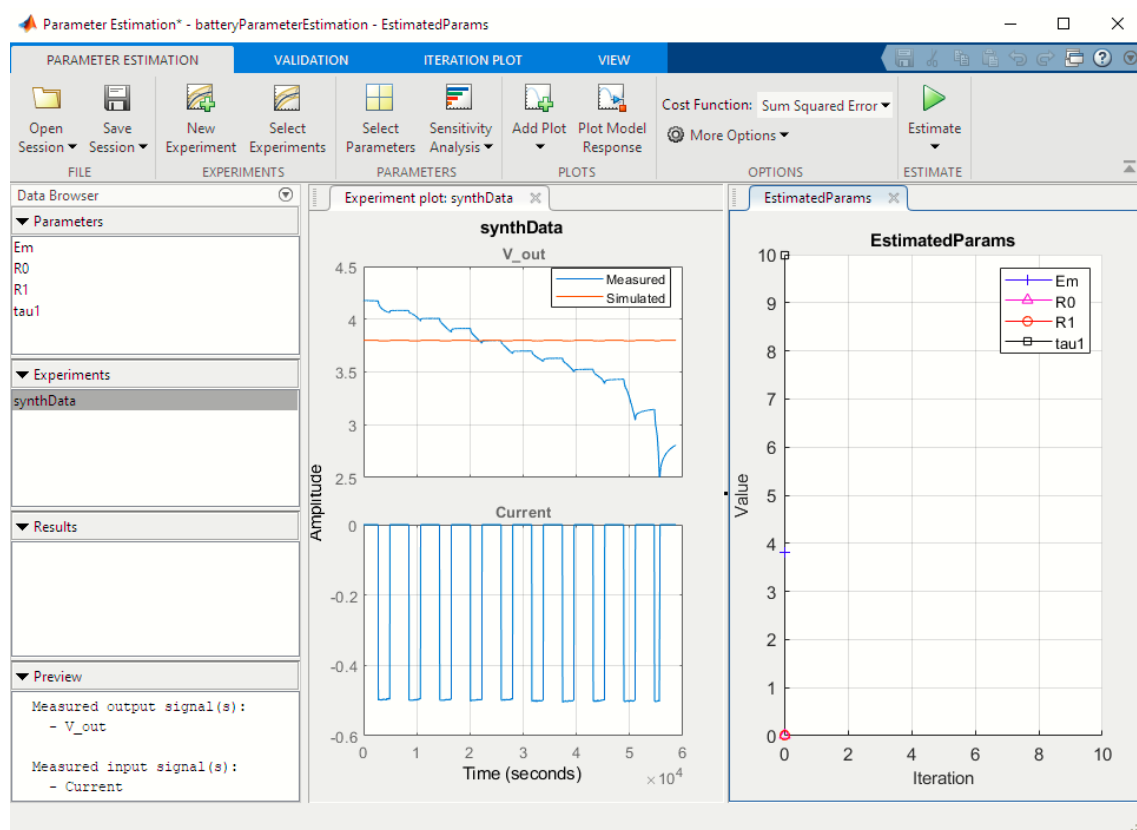 Parameter Estimation* - batteryParameterEstimation - EstimatedParams
PARAMETER ESTIMATION
VALIDATION
ITERATION PLOT
VIEW
Open Session
Save Session
New Experiment
Select Experiments
Select Parameters
Sensitivity Analysis
Add Plot
Plot Model Response
Cost Function: Sum Squared Error
More Options
Estimate
FILE
EXPERIMENTS
PARAMETERS
PLOTS
OPTIONS
ESTIMATE
Data Browser
Parameters
Em
R0
R1
tau1
Experiments
synthData
Results
Preview
Measured output signal(s):
- V_out
Measured input signal(s):
- Current
Experiment plot: synthData
synthData
V_out
Measured
Simulated
4.5
4
3.5
3
2.5
Amplitude
Current
0
-0.2
-0.4
-0.6
0 1 2 3 4 5 6
Time (seconds)
× 10^4
EstimatedParams
EstimatedParams
Em
R0
R1
tau1
10
9
8
7
6
5
4
3
2
1
0
Value
0 2 4 6 8 10
Iteration